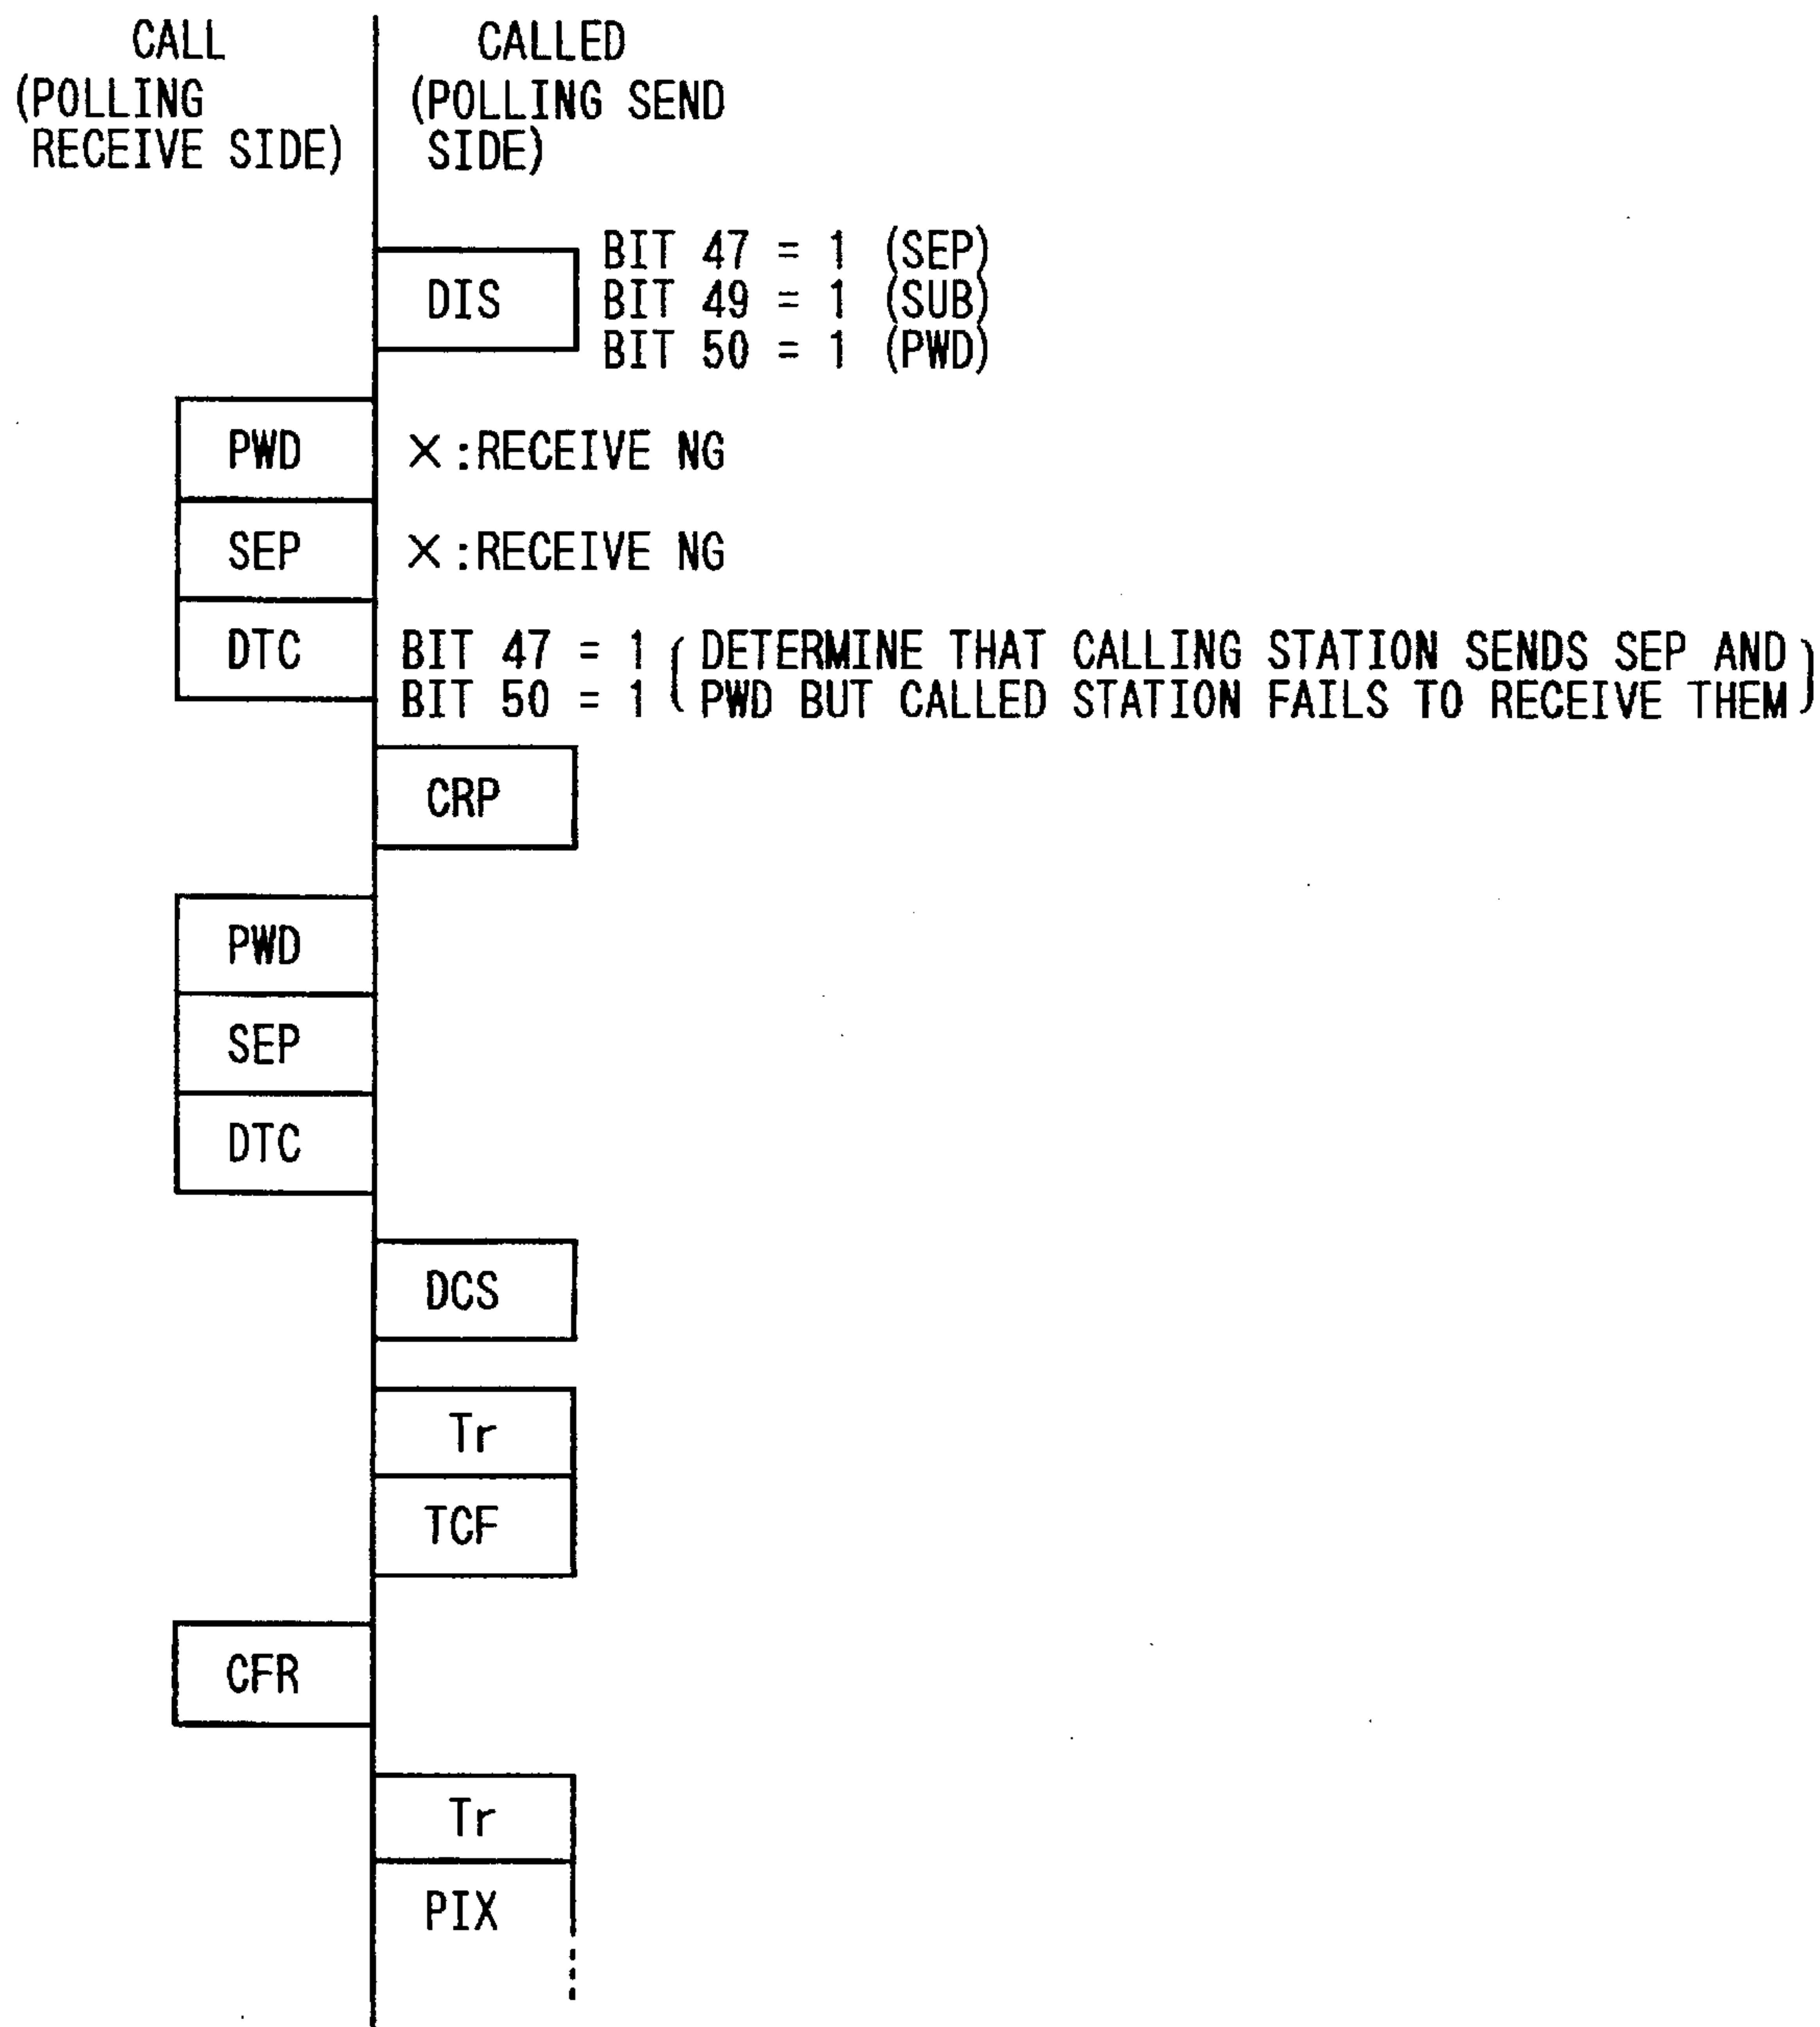 CALL
(POLLING
RECEIVE SIDE)
CALLED
(POLLING SEND
SIDE)
DIS
BIT 47 = 1 (SEP)
BIT 49 = 1 (SUB)
BIT 50 = 1 (PWD)
PWD
×:RECEIVE NG
SEP
×:RECEIVE NG
DTC
BIT 47 = 1 (DETERMINE THAT CALLING STATION SENDS SEP AND
BIT 50 = 1 PWD BUT CALLED STATION FAILS TO RECEIVE THEM)
CRP
PWD
SEP
DTC
DCS
Tr
TCF
CFR
Tr
PIX